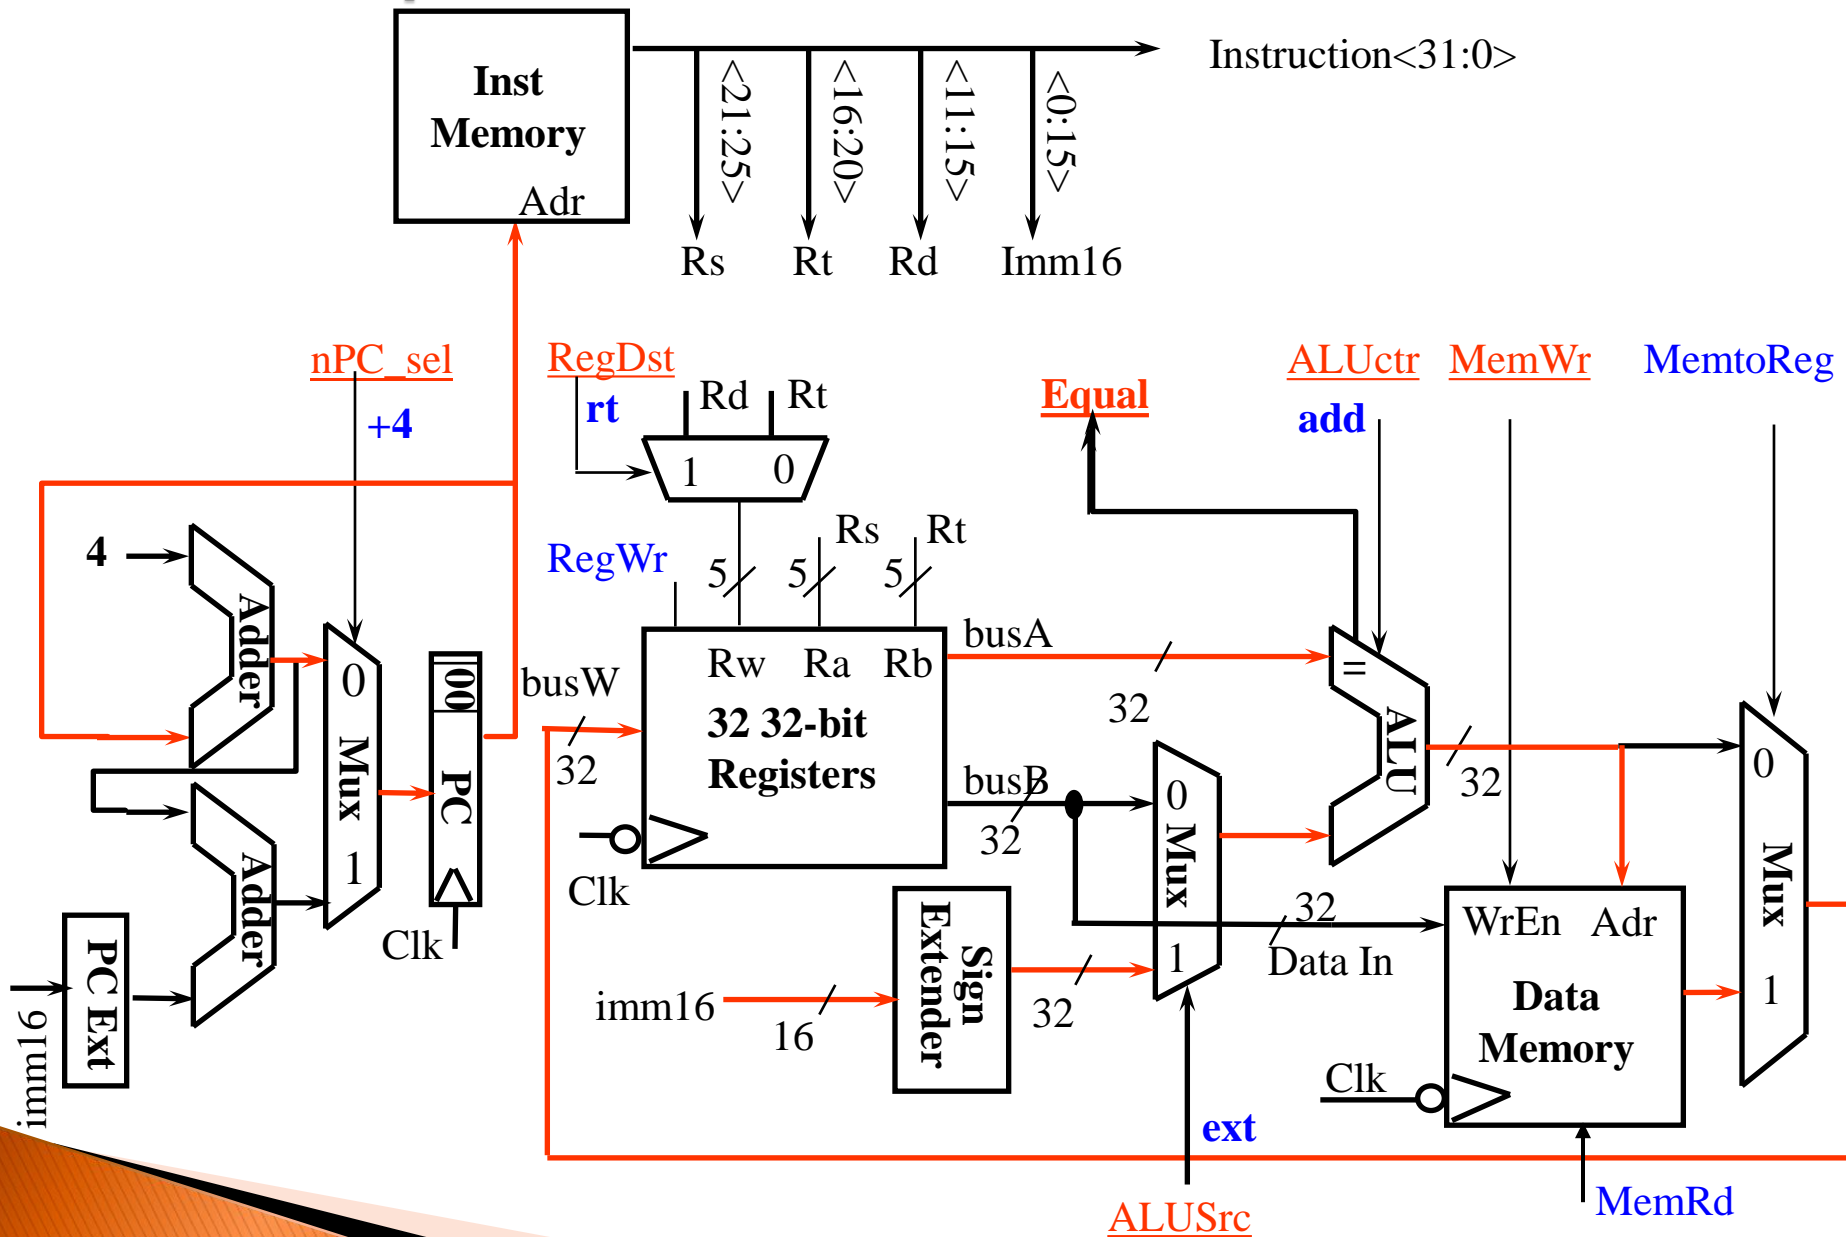 Inst
Memory
Adr
Instruction<31:0>
<21:25>
<16:20>
<11:15>
<0:15>
Rs
Rt
Rd
Imm16
nPC_sel
+4
RegDst
rt
Rd
Rt
1
0
Equal
ALUctr
add
MemWr
MemtoReg
RegWr
5
5
Rs
5
Rt
4
Adder
0
Mux
1
00
PC
Clk
Adder
PC Ext
imm16
busW
32
Rw
Ra
Rb
32 32-bit
Registers
Clk
busA
32
busB
32
0
Mux
1
=
ALU
32
imm16
16
Sign
Extender
32
32
Data In
ext
ALUSrc
WrEn
Adr
Data
Memory
Clk
MemRd
0
Mux
1